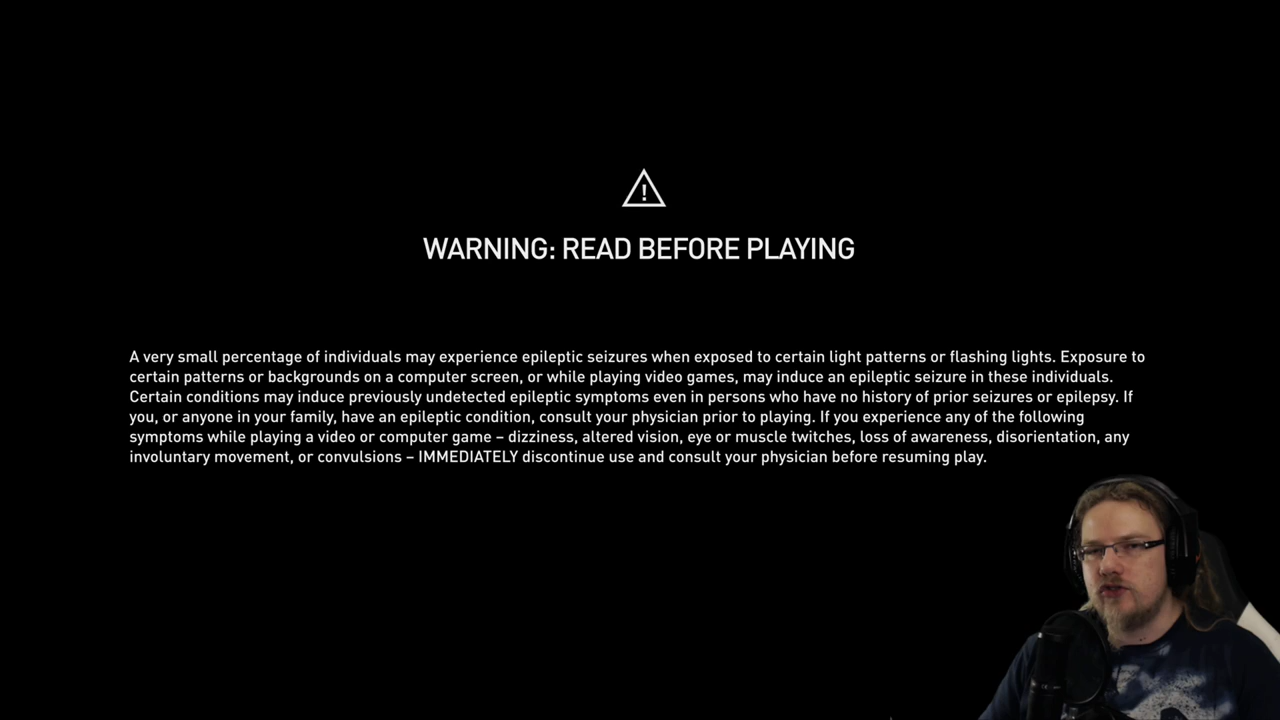 WARNING: READ BEFORE PLAYING
A very small percentage of individuals may experience epileptic seizures when exposed to certain light patterns or flashing lights. Exposure to
certain patterns or backgrounds on a computer screen, or while playing video games, may induce an epileptic seizure in these individuals.
Certain conditions may induce previously undetected epileptic symptoms even in persons who have no history of prior seizures or epilepsy. If
you, or anyone in your family, have an epileptic condition, consult your physician prior to playing. If you experience any of the following
symptoms while playing a video or computer game – dizziness, altered vision, eye or muscle twitches, loss of awareness, disorientation, any
involuntary movement, or convulsions – IMMEDIATELY discontinue use and consult your physician before resuming play.